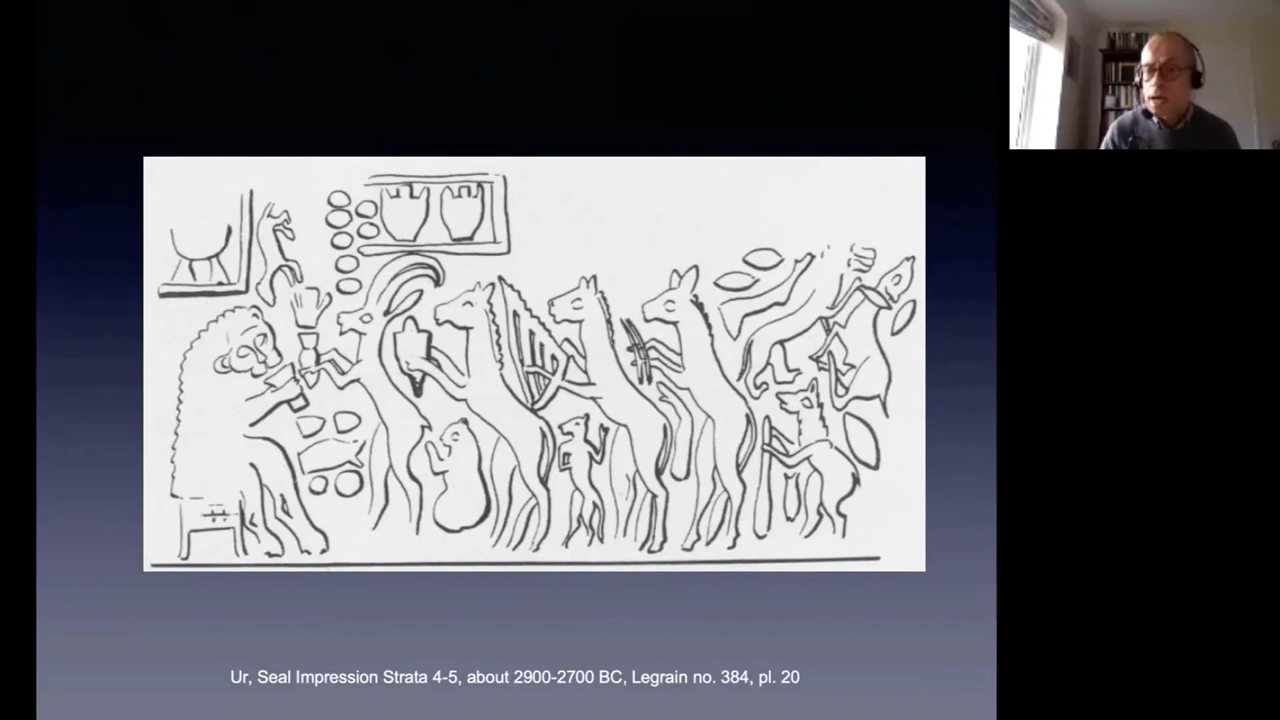 Ur, Seal Impression Strata 4-5, about 2900-2700 BC, Legrain no. 384, pl. 20